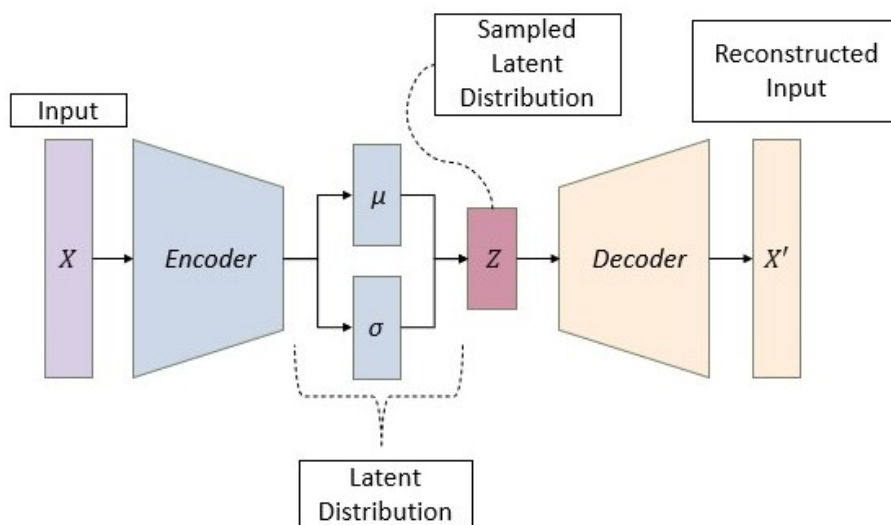 Sampled
Latent
Distribution
Reconstructed
Input
Input
μ
X
Encoder
Z
Decoder
X′
σ
Latent
Distribution